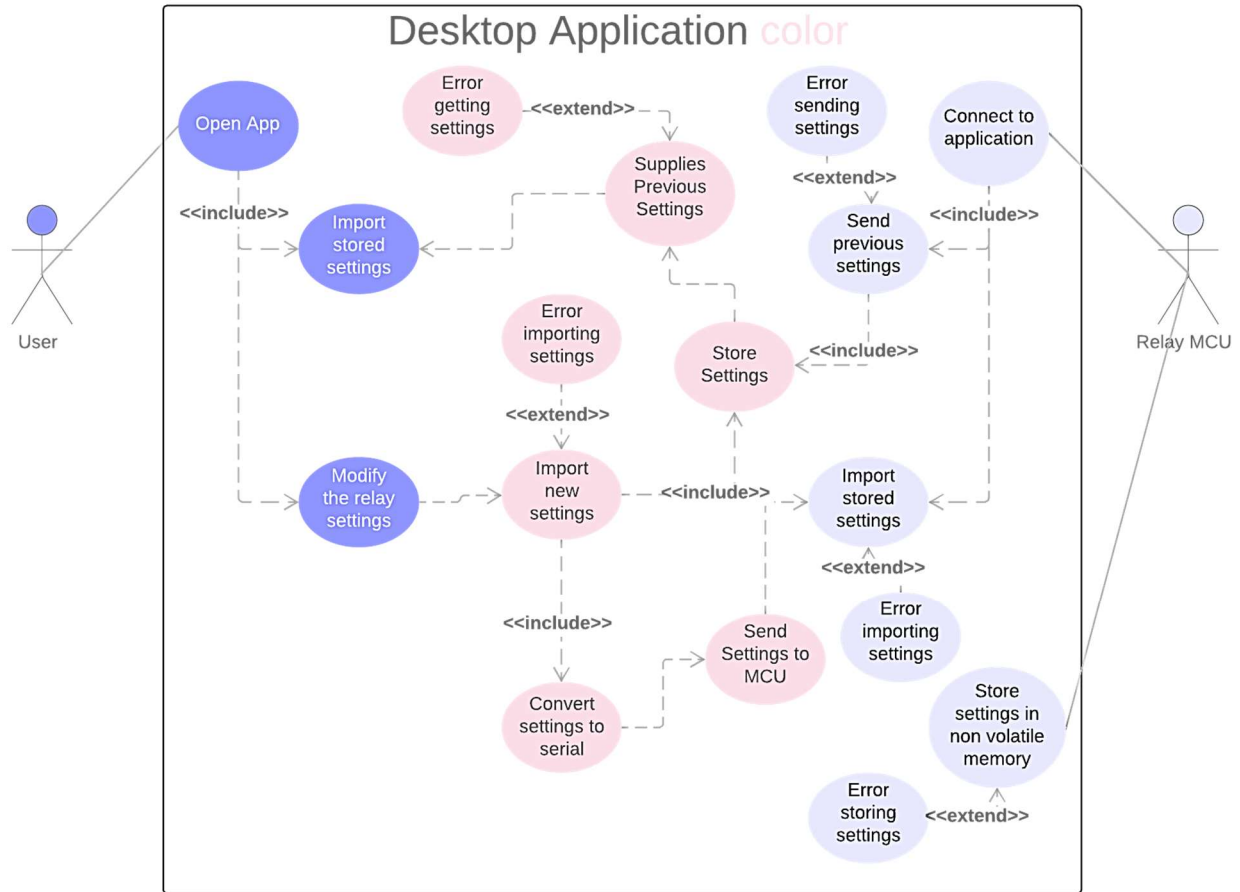 Desktop Application color
Error
getting
settings
<<extend>>
Error
sending
settings
Connect to
application
Open App
Supplies
Previous
Settings
<<extend>>
<<include>>
Import
stored
settings
Send
previous
settings
<<include>>
User
Relay MCU
Error
importing
settings
Store
Settings
<<include>>
<<extend>>
Modify
the relay
settings
Import
new
settings
<<include>>
Import
stored
settings
<<extend>>
<<include>>
Send
Settings to
MCU
Error
importing
settings
Convert
settings to
serial
Store
settings in
non volatile
memory
Error
storing
settings
<<extend>>